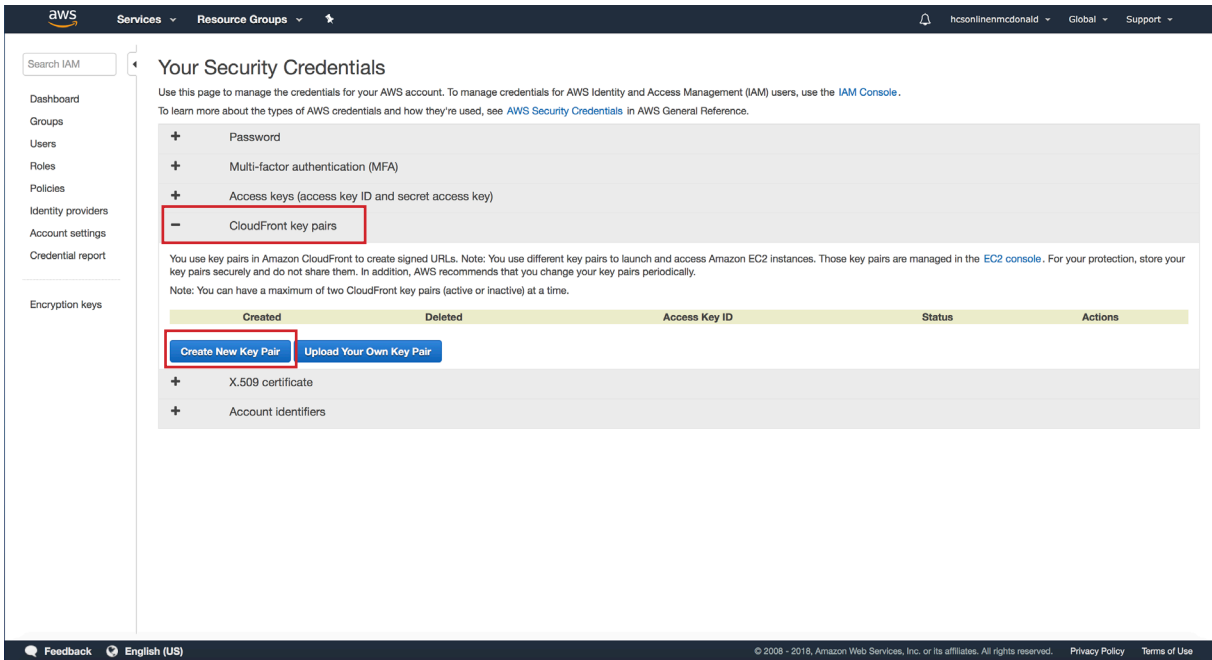 aws
Services
Resource Groups
hcsonlinenmcdonald
Global
Support
Search IAM
Dashboard
Groups
Users
Roles
Policies
Identity providers
Account settings
Credential report
Encryption keys
Your Security Credentials
Use this page to manage the credentials for your AWS account. To manage credentials for AWS Identity and Access Management (IAM) users, use the IAM Console.
To learn more about the types of AWS credentials and how they're used, see AWS Security Credentials in AWS General Reference.
Password
Multi-factor authentication (MFA)
Access keys (access key ID and secret access key)
CloudFront key pairs
You use key pairs in Amazon CloudFront to create signed URLs. Note: You use different key pairs to launch and access Amazon EC2 instances. Those key pairs are managed in the EC2 console. For your protection, store your
key pairs securely and do not share them. In addition, AWS recommends that you change your key pairs periodically.
Note: You can have a maximum of two CloudFront key pairs (active or inactive) at a time.
Created Deleted Access Key ID Status Actions
Create New Key Pair Upload Your Own Key Pair
X.509 certificate
Account identifiers
Feedback English (US) © 2008 - 2018, Amazon Web Services, Inc. or its affiliates. All rights reserved. Privacy Policy Terms of Use